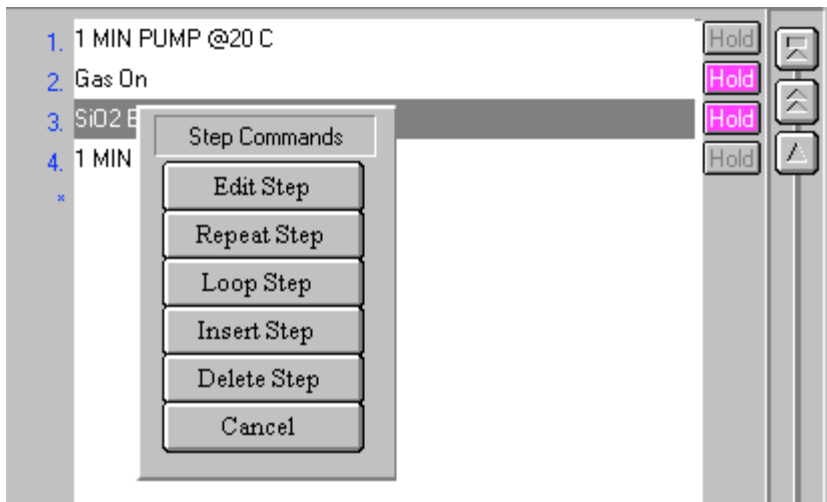 1. 1 MIN PUMP @20 C Hold
2. Gas On Hold
3. SiO2 E Hold
4. 1 MIN Hold
*
Step Commands
Edit Step
Repeat Step
Loop Step
Insert Step
Delete Step
Cancel